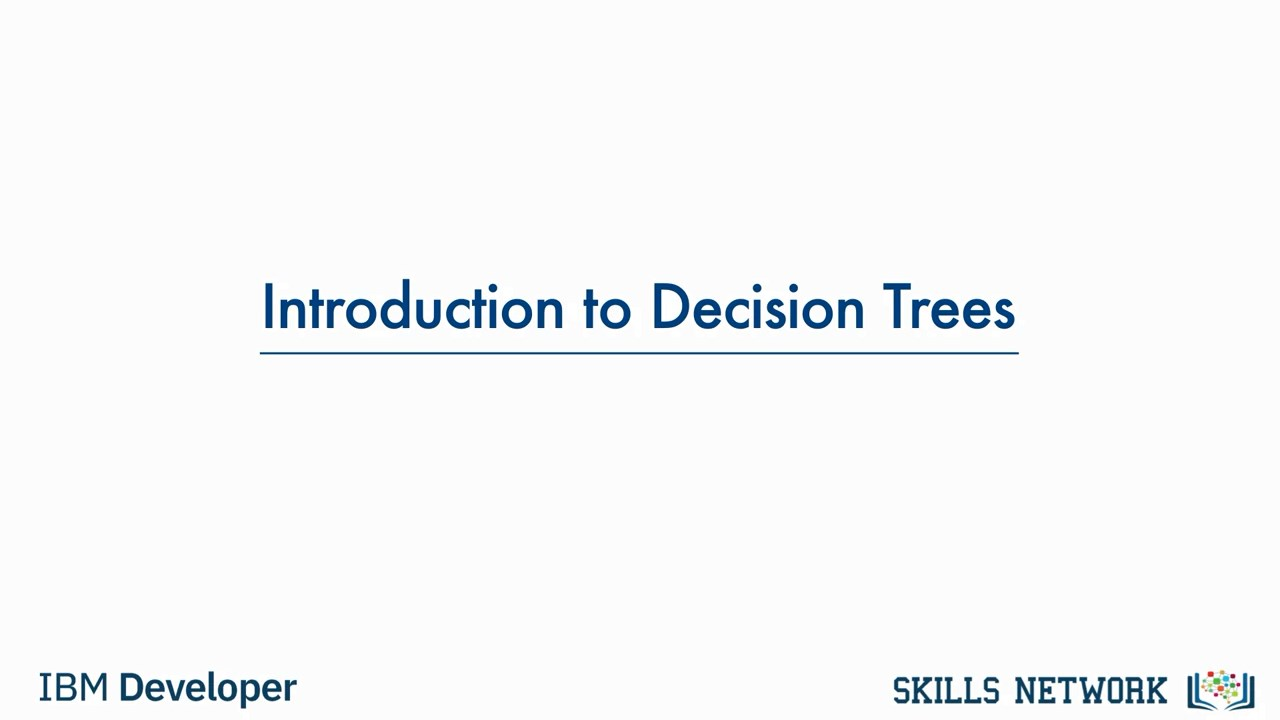 Introduction to Decision Trees
IBM Developer
SKILLS NETWORK